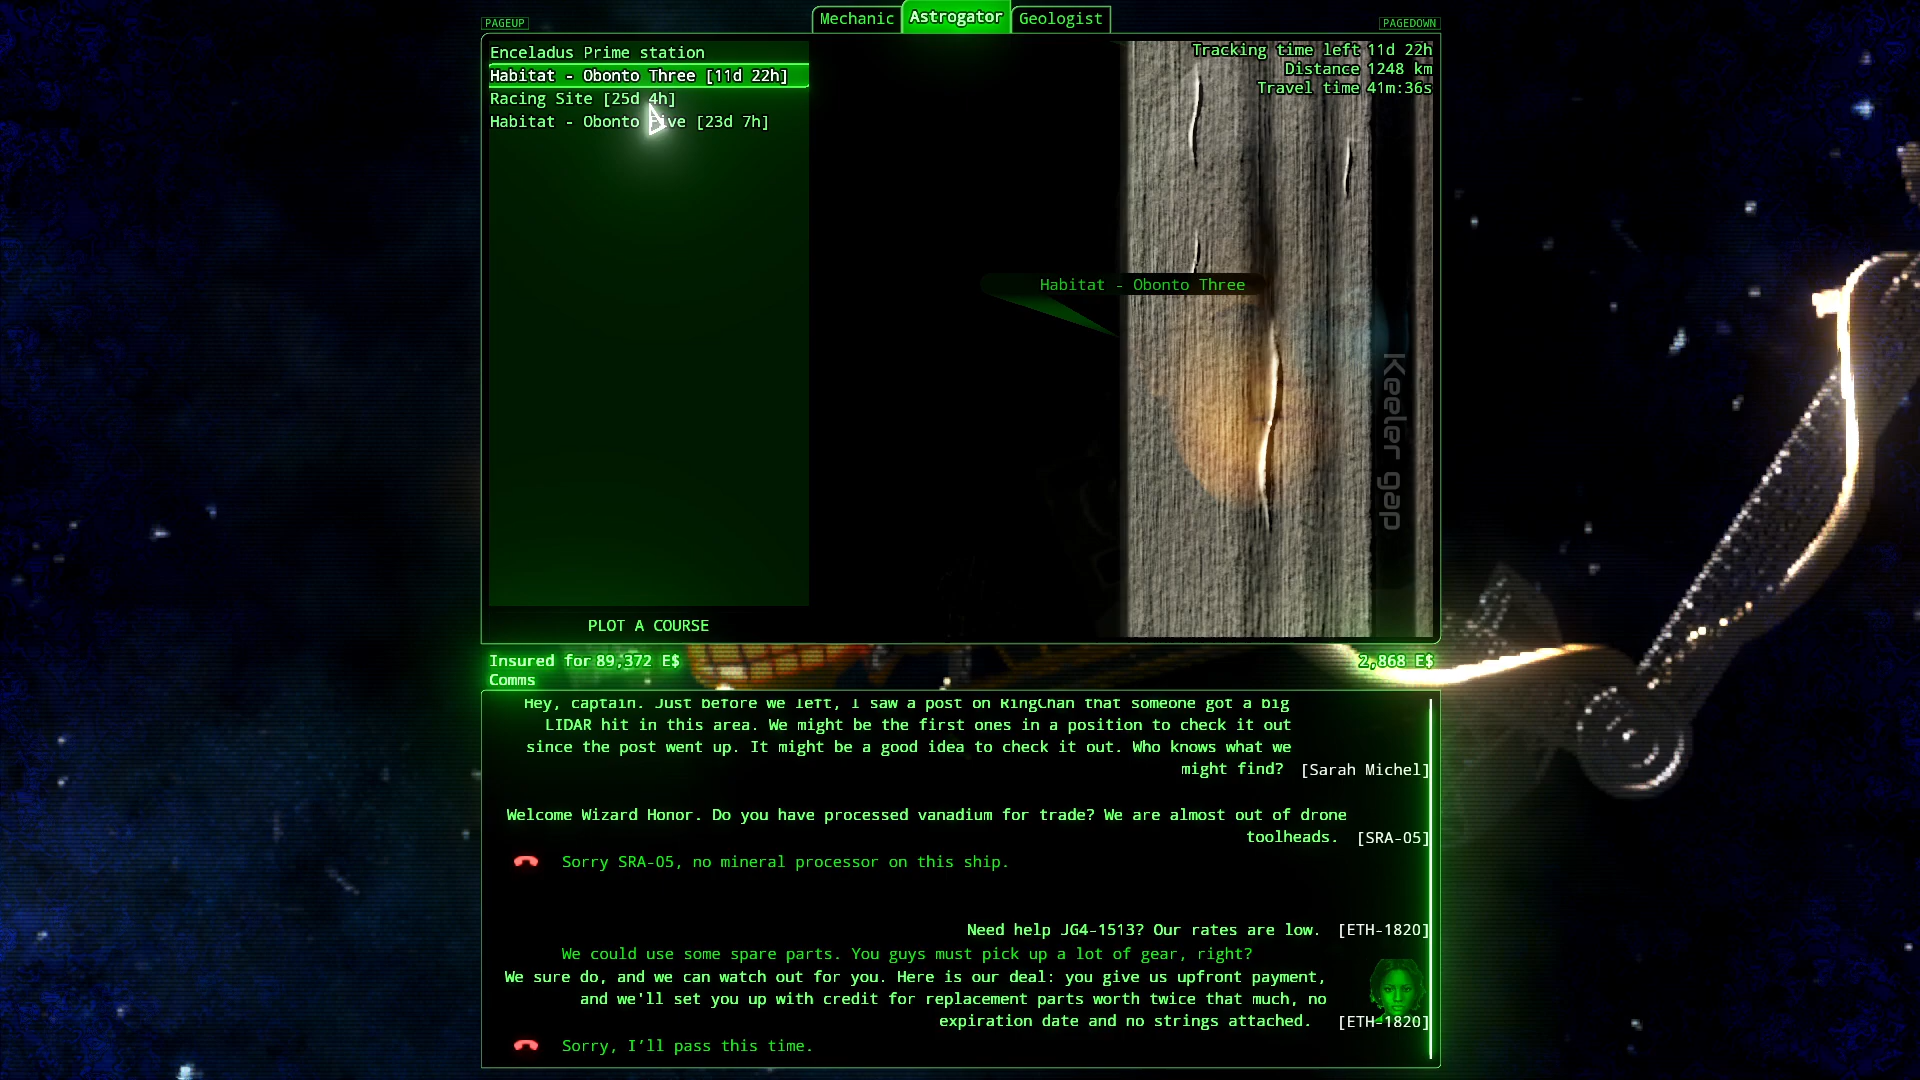 PAGEUP
Mechanic
Astrogator
Geologist
PAGEDOWN
Enceladus Prime station
Habitat - Obonto Three [11d 22h]
Racing Site [25d 4h]
Habitat - Obonto Five [23d 7h]
Tracking time left 11d 22h
Distance 1248 km
Travel time 41m:36s
Habitat - Obonto Three
Keeler gap
PLOT A COURSE
Insured for 89,372 E$
2,868 E$
Comms
Hey, captain. Just before we left, I saw a post on RingChan that someone got a big
LIDAR hit in this area. We might be the first ones in a position to check it out
since the post went up. It might be a good idea to check it out. Who knows what we
might find? [Sarah Michel]
Welcome Wizard Honor. Do you have processed vanadium for trade? We are almost out of drone
toolheads. [SRA-05]
Sorry SRA-05, no mineral processor on this ship.
Need help JG4-1513? Our rates are low. [ETH-1820]
We could use some spare parts. You guys must pick up a lot of gear, right?
We sure do, and we can watch out for you. Here is our deal: you give us upfront payment,
and we'll set you up with credit for replacement parts worth twice that much, no
expiration date and no strings attached. [ETH-1820]
Sorry, I'll pass this time.